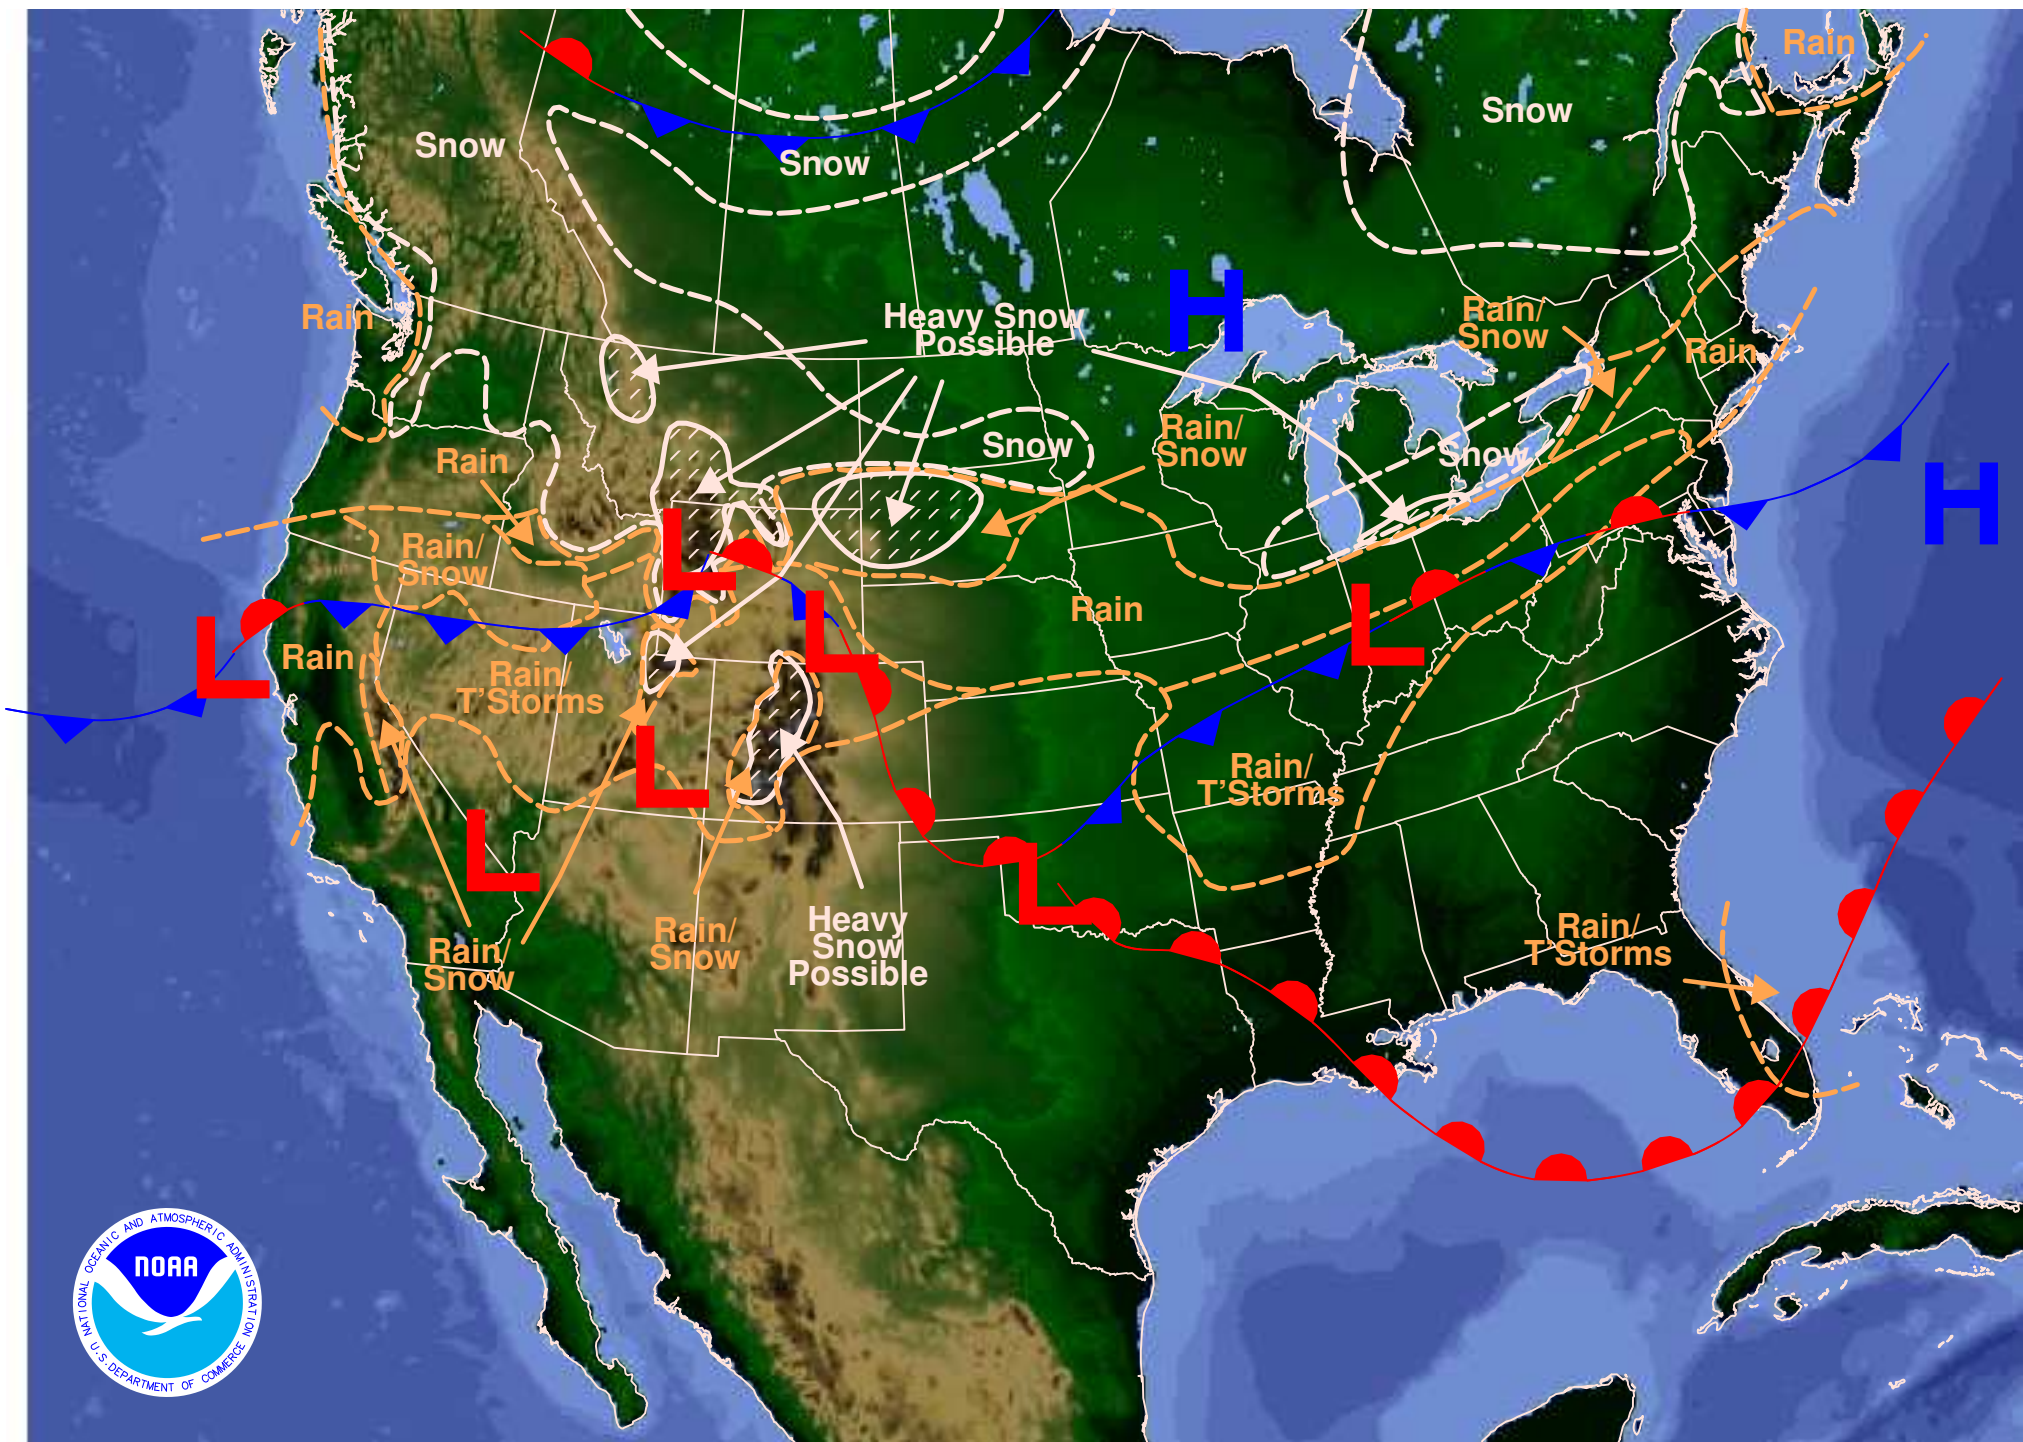 Rain
Snow
Snow
Snow
Rain
Heavy Snow
Possible
Rain/
Snow
Rain
Rain/
Snow
Snow
Snow
Rain
Rain/
Snow
H
H
L
L
Rain
L
L
Rain
Rain/
T'Storms
L
Rain/
T'Storms
L
L
Rain/
Snow
Rain/
Snow
Heavy
Snow
Possible
Rain/
T'Storms
NATIONAL OCEANIC AND ATMOSPHERIC ADMINISTRATION
NOAA
U.S. DEPARTMENT OF COMMERCE
L